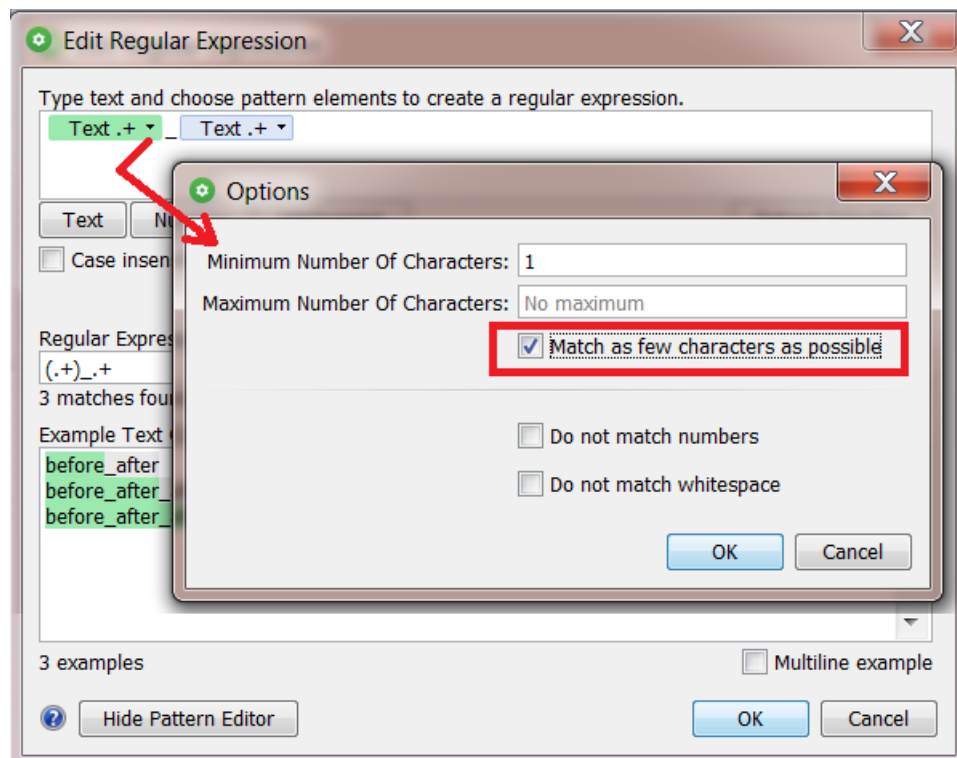 Edit Regular Expression
Type text and choose pattern elements to create a regular expression.
Text .+ _ Text .+
Options
Text
Case insen
Minimum Number Of Characters: 1
Maximum Number Of Characters: No maximum
Match as few characters as possible
Regular Expres
(.+)_.+
3 matches fou
Example Text
Do not match numbers
before_after
Do not match whitespace
before_after_
before_after_
OK Cancel
3 examples
Multiline example
Hide Pattern Editor
OK Cancel